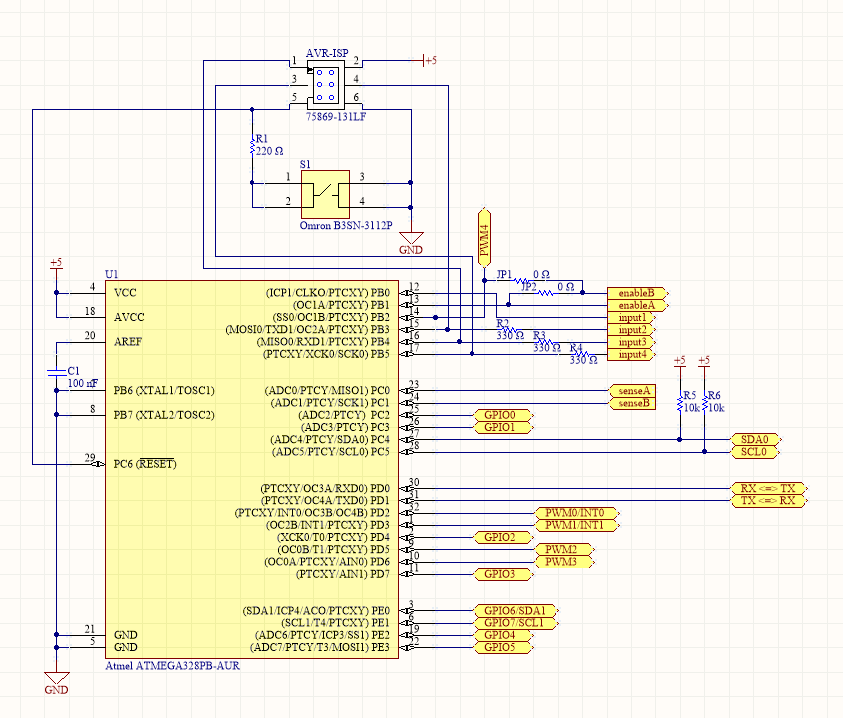 AVR-ISP
1 2 +5
3 4
5 6
75869-131LF
R1
220 Ω
S1
1 3
2 4
Omron B3SN-3112P
GND
PWM4
+5
U1
JP1 0 Ω
JP2 0 Ω
4 VCC (ICP1/CLKO/PTCXY) PB0 12 enableB
(OC1A/PTCXY) PB1 13 enableA
18 AVCC (SS0/OC1B/PTCXY) PB2 14 input1
(MOSI0/TXD1/OC2A/PTCXY) PB3 15 R2 330 Ω input2
20 AREF (MISO0/RXD1/PTCXY) PB4 16 R3 330 Ω input3
(PTCXY/XCK0/SCK0) PB5 17 R4 330 Ω input4
+5 +5
C1
100 nF
PB6 (XTAL1/TOSC1) (ADC0/PTCY/MISO1) PC0 23 senseA
(ADC1/PTCY/SCK1) PC1 24 senseB
R5 R6
10k 10k
8 PB7 (XTAL2/TOSC2) (ADC2/PTCY) PC2 25 GPIO0
(ADC3/PTCY) PC3 26 GPIO1
(ADC4/PTCY/SDA0) PC4 27 SDA0
(ADC5/PTCY/SCL0) PC5 28 SCL0
29 PC6 (RESET)
(PTCXY/OC3A/RXD0) PD0 30 RX <=> TX
(PTCXY/OC4A/TXD0) PD1 31 TX <=> RX
(PTCXY/INT0/OC3B/OC4B) PD2 32 PWM0/INT0
(OC2B/INT1/PTCXY) PD3 PWM1/INT1
(XCK0/T0/PTCXY) PD4 GPIO2
(OC0B/T1/PTCXY) PD5 9 PWM2
(OC0A/PTCXY/AIN0) PD6 10 PWM3
(PTCXY/AIN1) PD7 11 GPIO3
(SDA1/ICP4/ACO/PTCXY) PE0 3 GPIO6/SDA1
(SCL1/T4/PTCXY) PE1 6 GPIO7/SCL1
21 GND (ADC6/PTCY/ICP3/SS1) PE2 19 GPIO4
5 GND (ADC7/PTCY/T3/MOSI1) PE3 22 GPIO5
Atmel ATMEGA328PB-AUR
GND